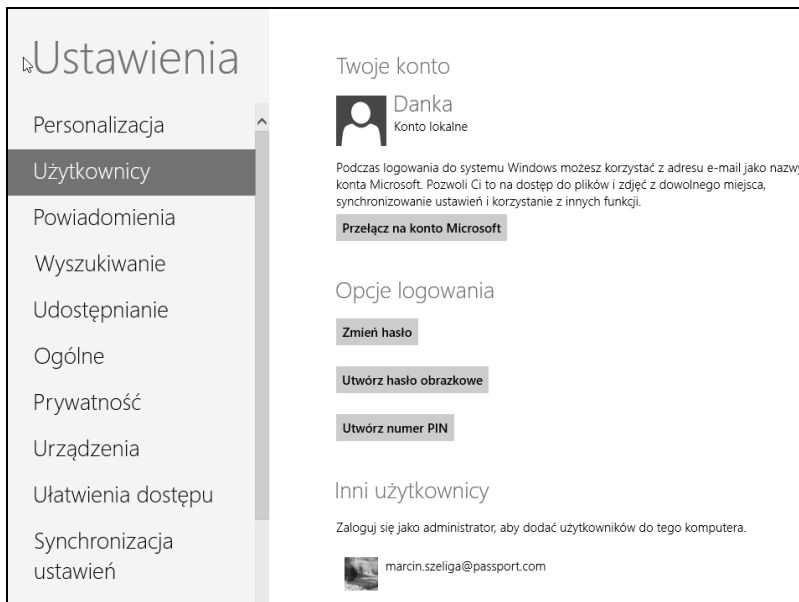 Ustawienia
Personalizacja
Użytkownicy
Powiadomienia
Wyszukiwanie
Udostępnianie
Ogólne
Prywatność
Urządzenia
Ułatwienia dostępu
Synchronizacja
ustawień
Twoje konto
Danka
Konto lokalne
Podczas logowania do systemu Windows możesz korzystać z adresu e-mail jako nazwy
konta Microsoft. Pozwoli Ci to na dostęp do plików i zdjęć z dowolnego miejsca,
synchronizowanie ustawień i korzystanie z innych funkcji.
Przełącz na konto Microsoft
Opcje logowania
Zmień hasło
Utwórz hasło obrazkowe
Utwórz numer PIN
Inni użytkownicy
Zaloguj się jako administrator, aby dodać użytkowników do tego komputera.
marcin.szeliga@passport.com